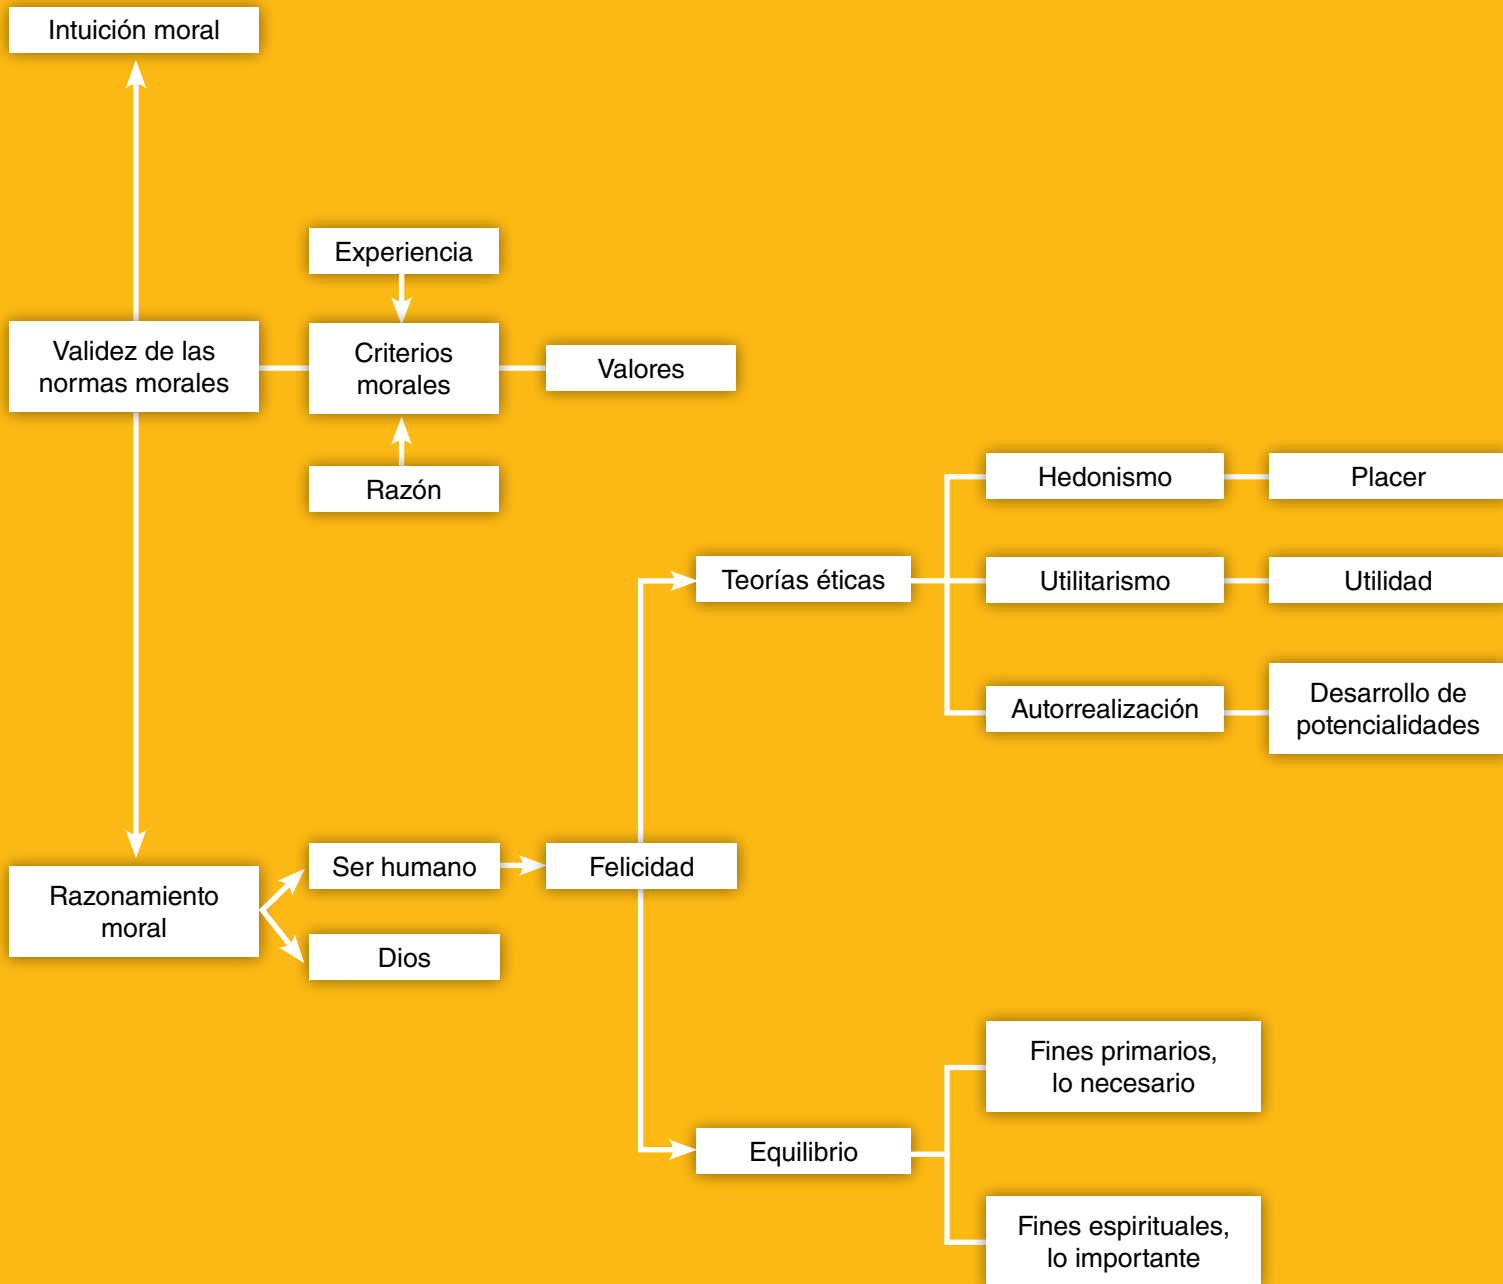 Intuición moral
Experiencia
Validez de las
normas morales
Criterios
morales
Valores
Razón
Hedonismo
Placer
Teorías éticas
Utilitarismo
Utilidad
Autorrealización
Desarrollo de
potencialidades
Razonamiento
moral
Ser humano
Felicidad
Dios
Fines primarios,
lo necesario
Equilibrio
Fines espirituales,
lo importante